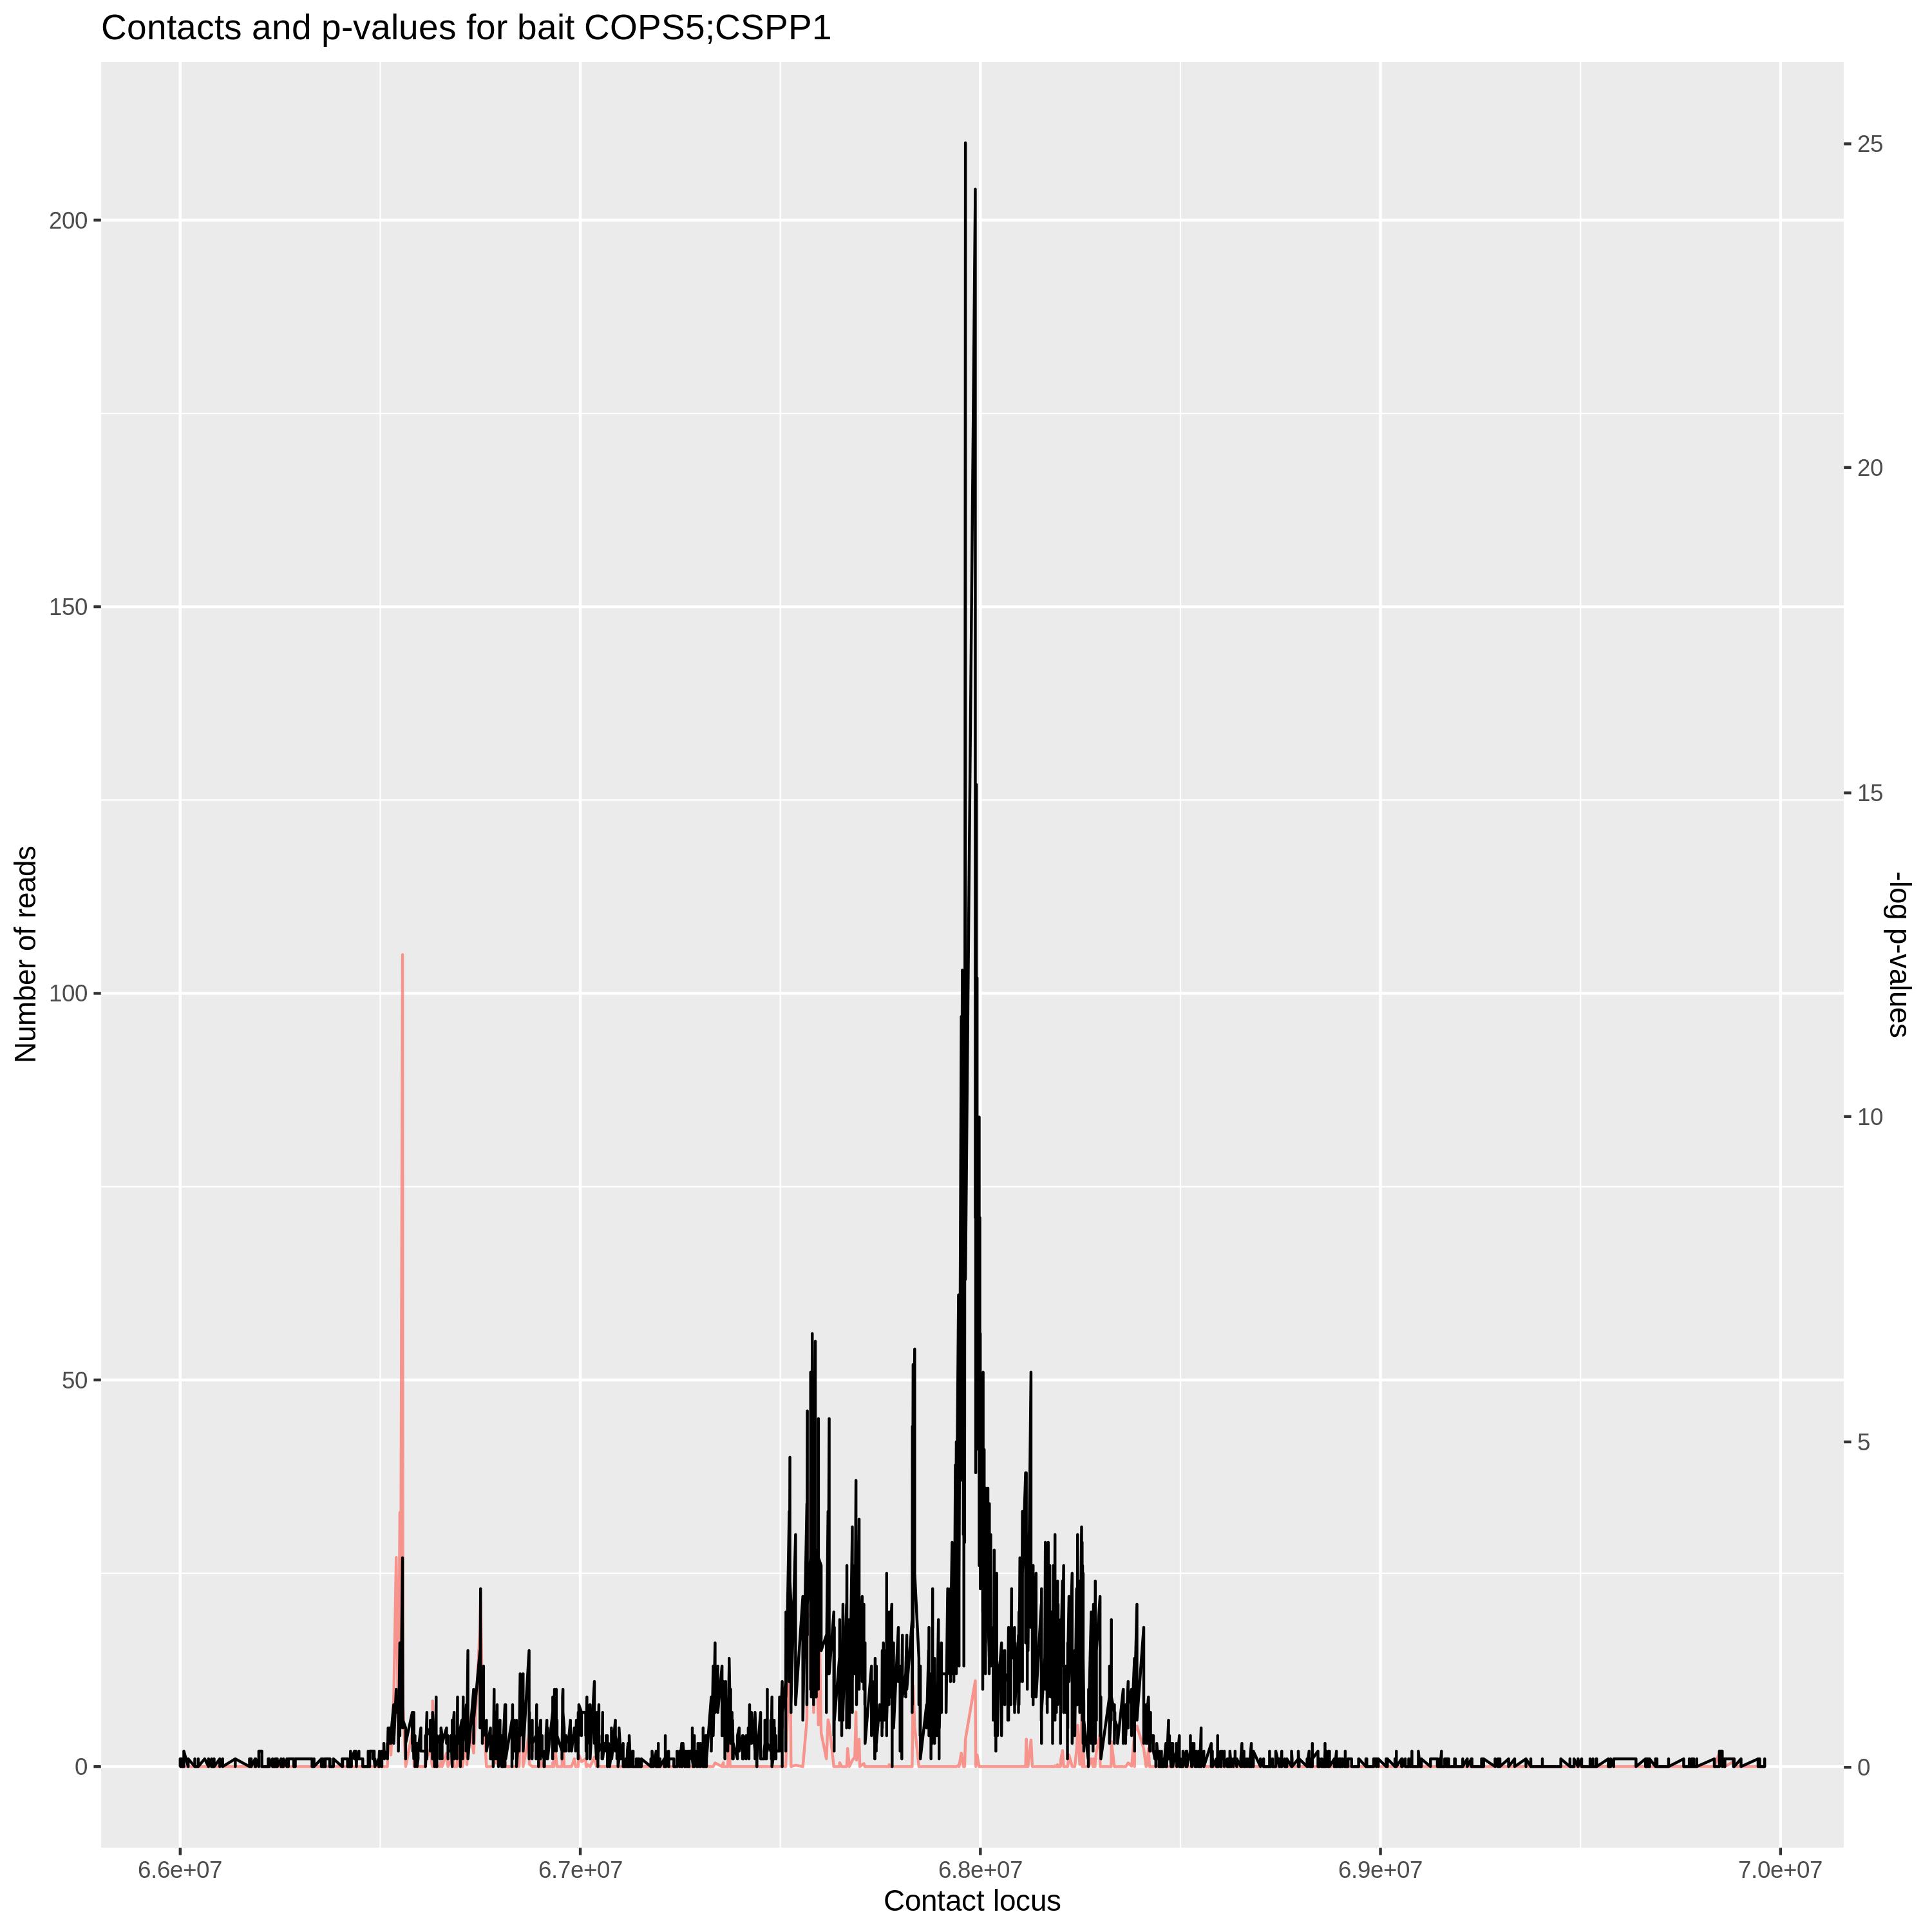 Contacts and p-values for bait COPS5;CSPP1
Number of reads
200
150
100
50
0
25
20
15
10
5
0
-log p-values
6.6e+07
6.7e+07
6.8e+07
6.9e+07
7.0e+07
Contact locus